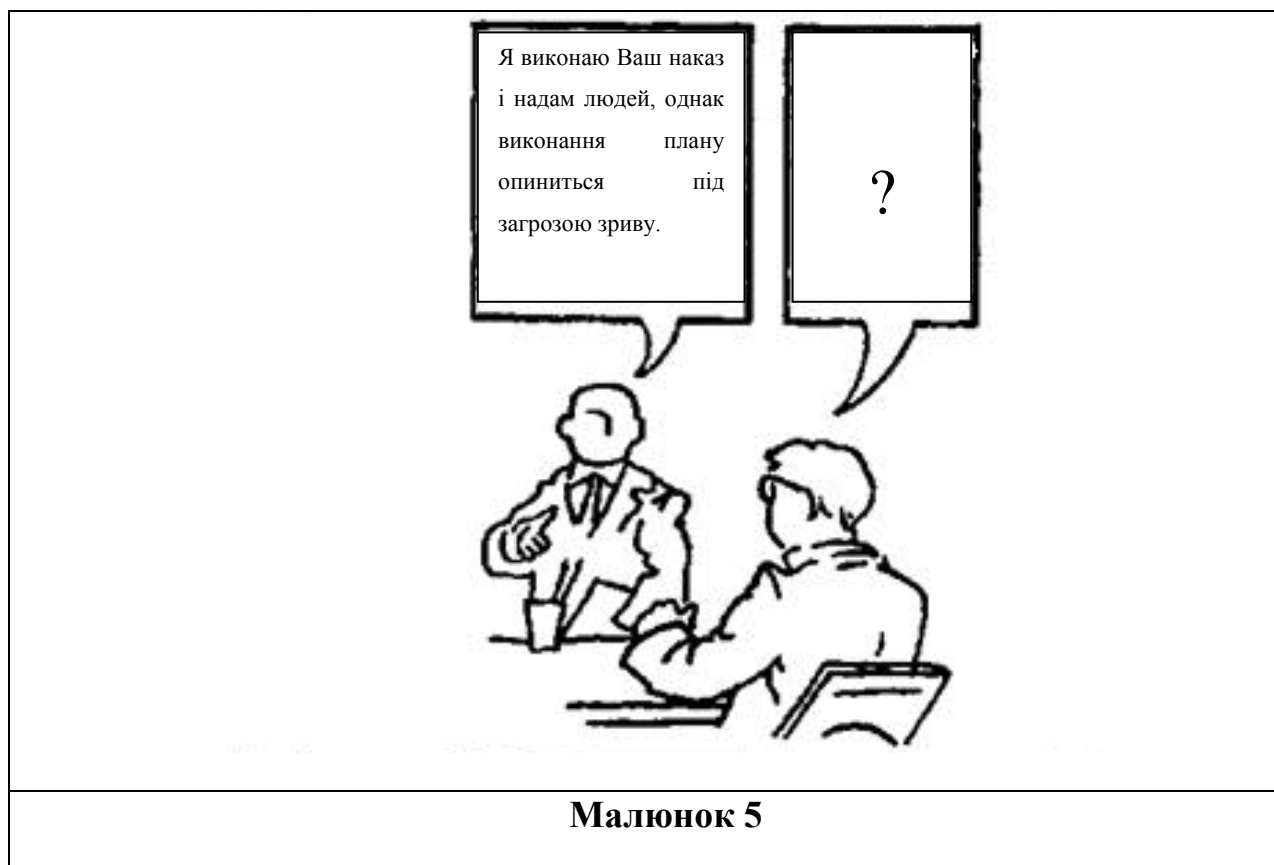 Я виконаю Ваш наказ
і надам людей, однак
виконання плану
опиниться під
загрозою зриву.
?
Малюнок 5